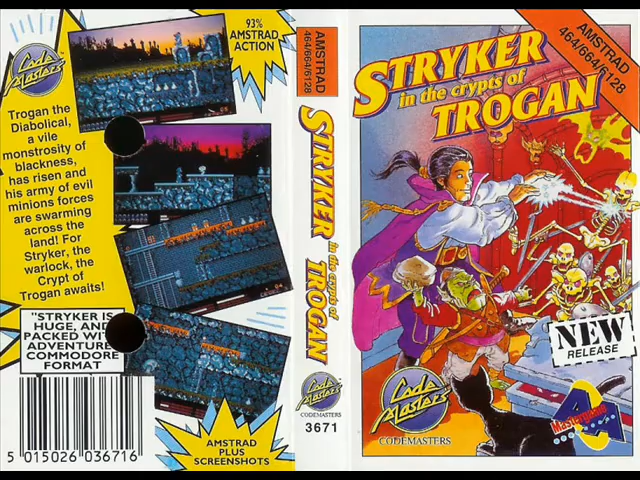 Code
Masters
93%
AMSTRAD
ACTION
Trogan the
Diabolical,
a vile
monstrosity of
blackness,
has risen and
his army of evil
minions forces
are swarming
across the
land! For
Stryker, the
warlock, the
Crypt of
Trogan awaits!
"STRYKER IS
HUGE, AND
PACKED WI
ADVENTURE
COMMODORE
FORMAT
5 015026 036716
AMSTRAD
PLUS
SCREENSHOTS
AMSTRAD
464/664/6128
STRYKER
in the crypts of
TROGAN
Code
Masters
CODEMASTERS
3671
AMSTRAD
464/664/6128
STRYKER
in the crypts of
TROGAN
NEW
RELEASE
Code
Masters
CODEMASTERS